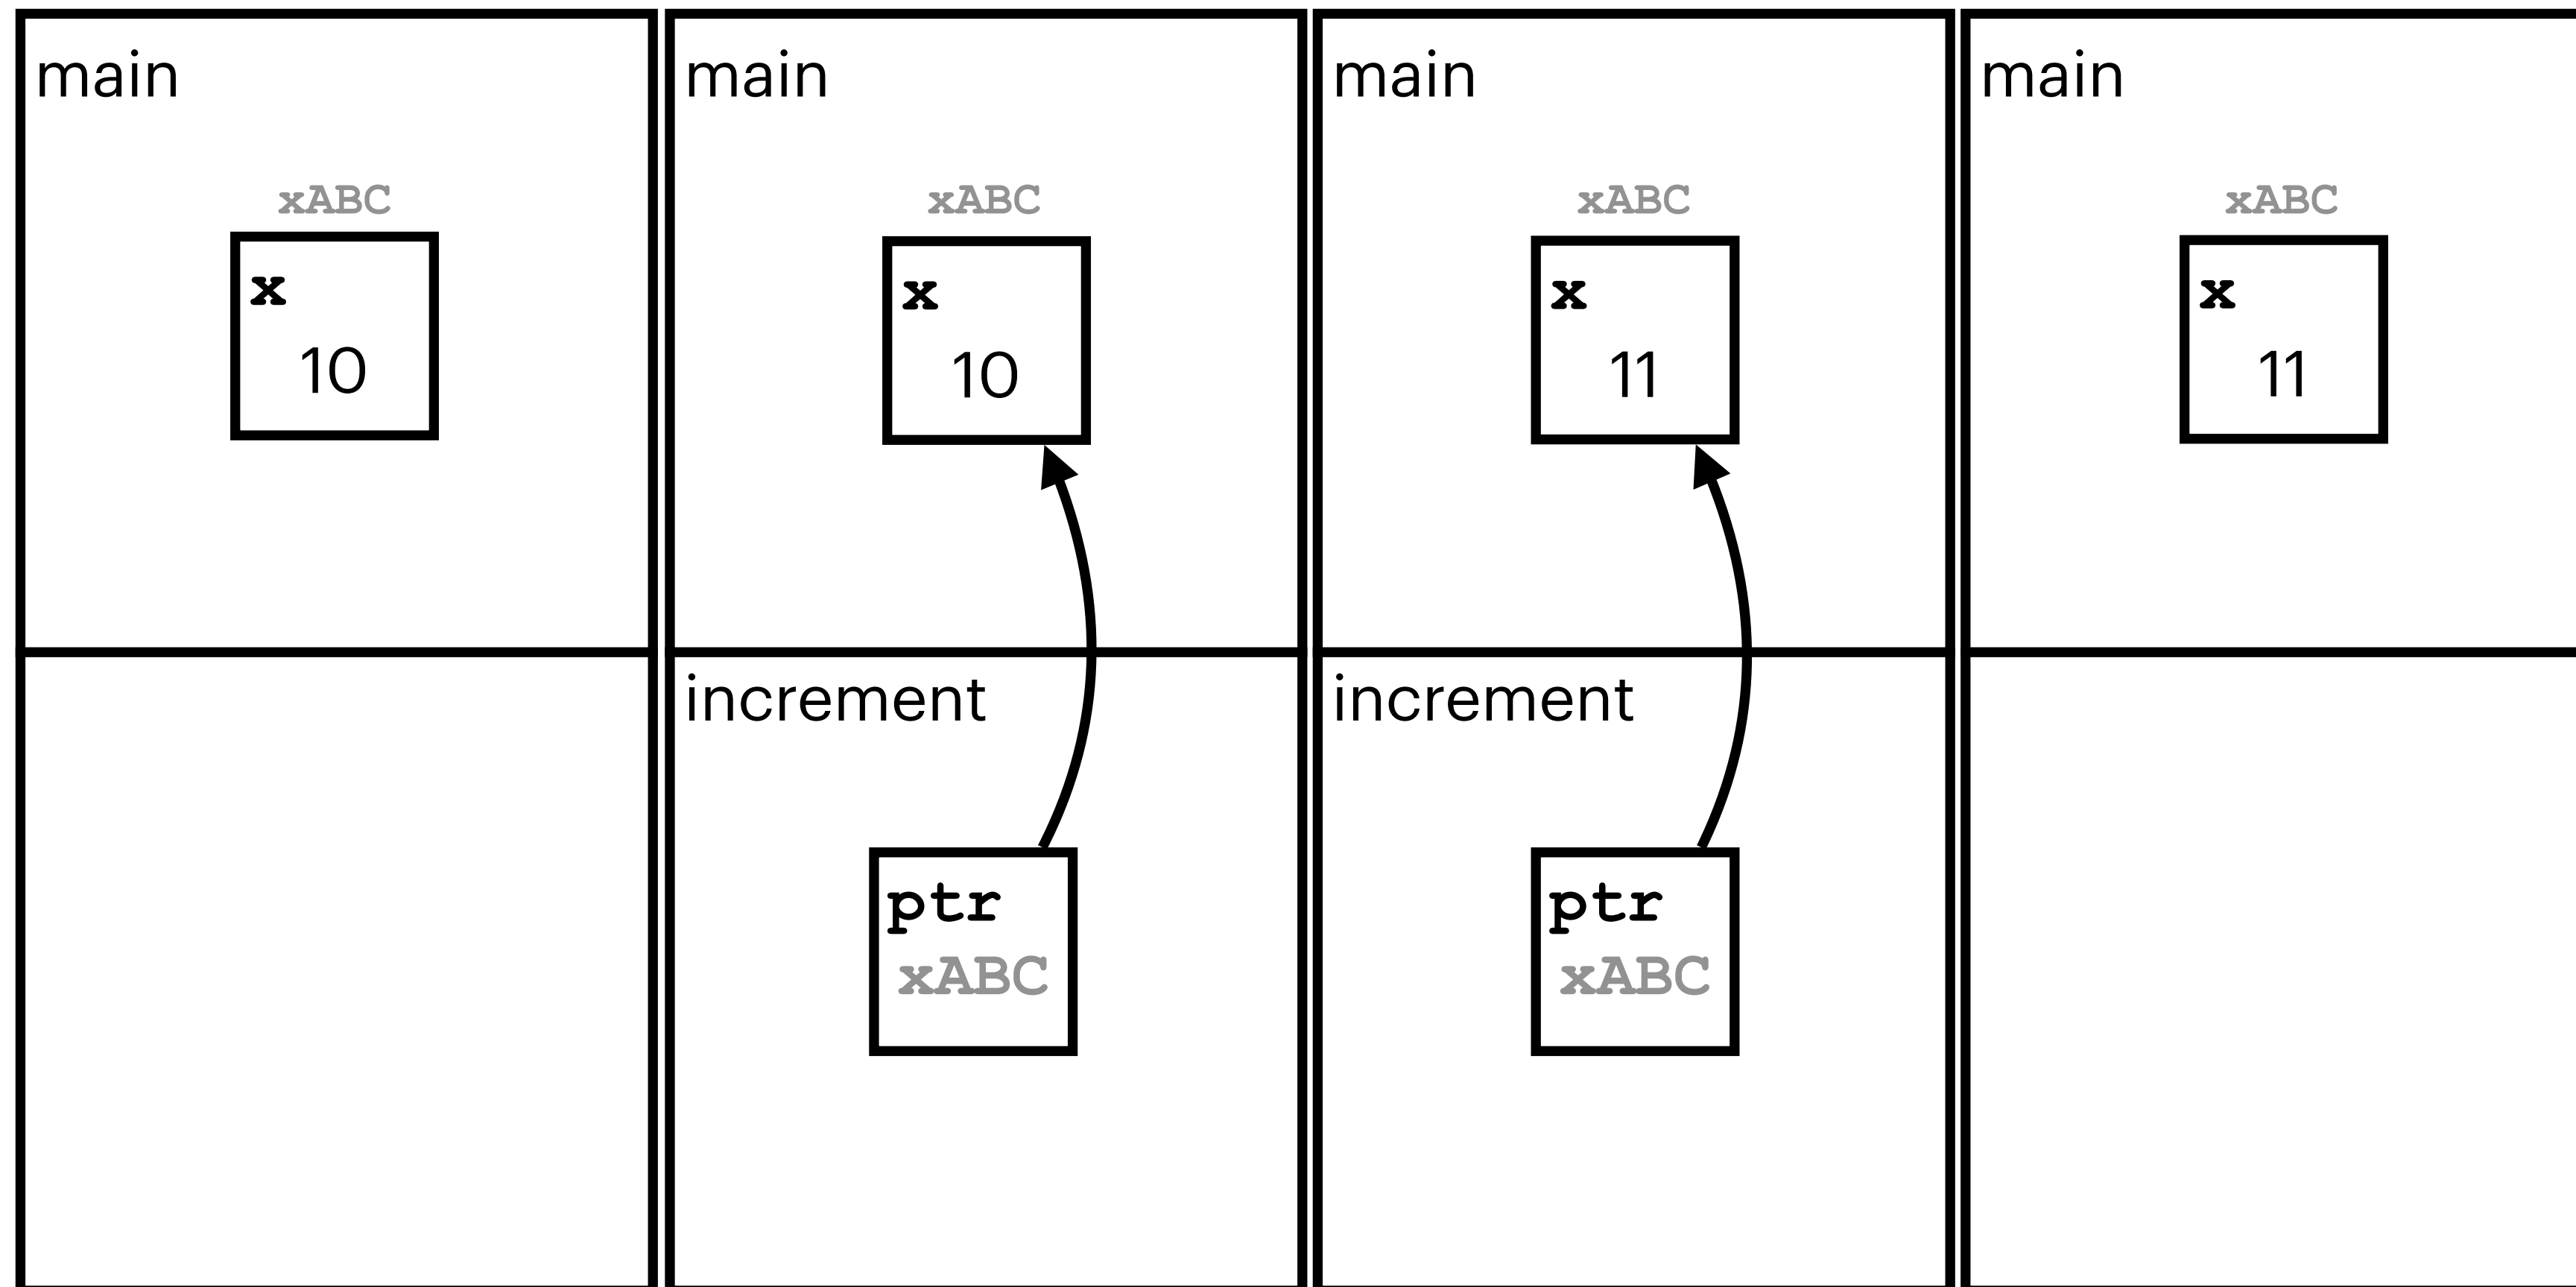 main
xABC
x
10
main
xABC
x
10
increment
ptr
xABC
main
xABC
x
11
increment
ptr
xABC
main
xABC
x
11